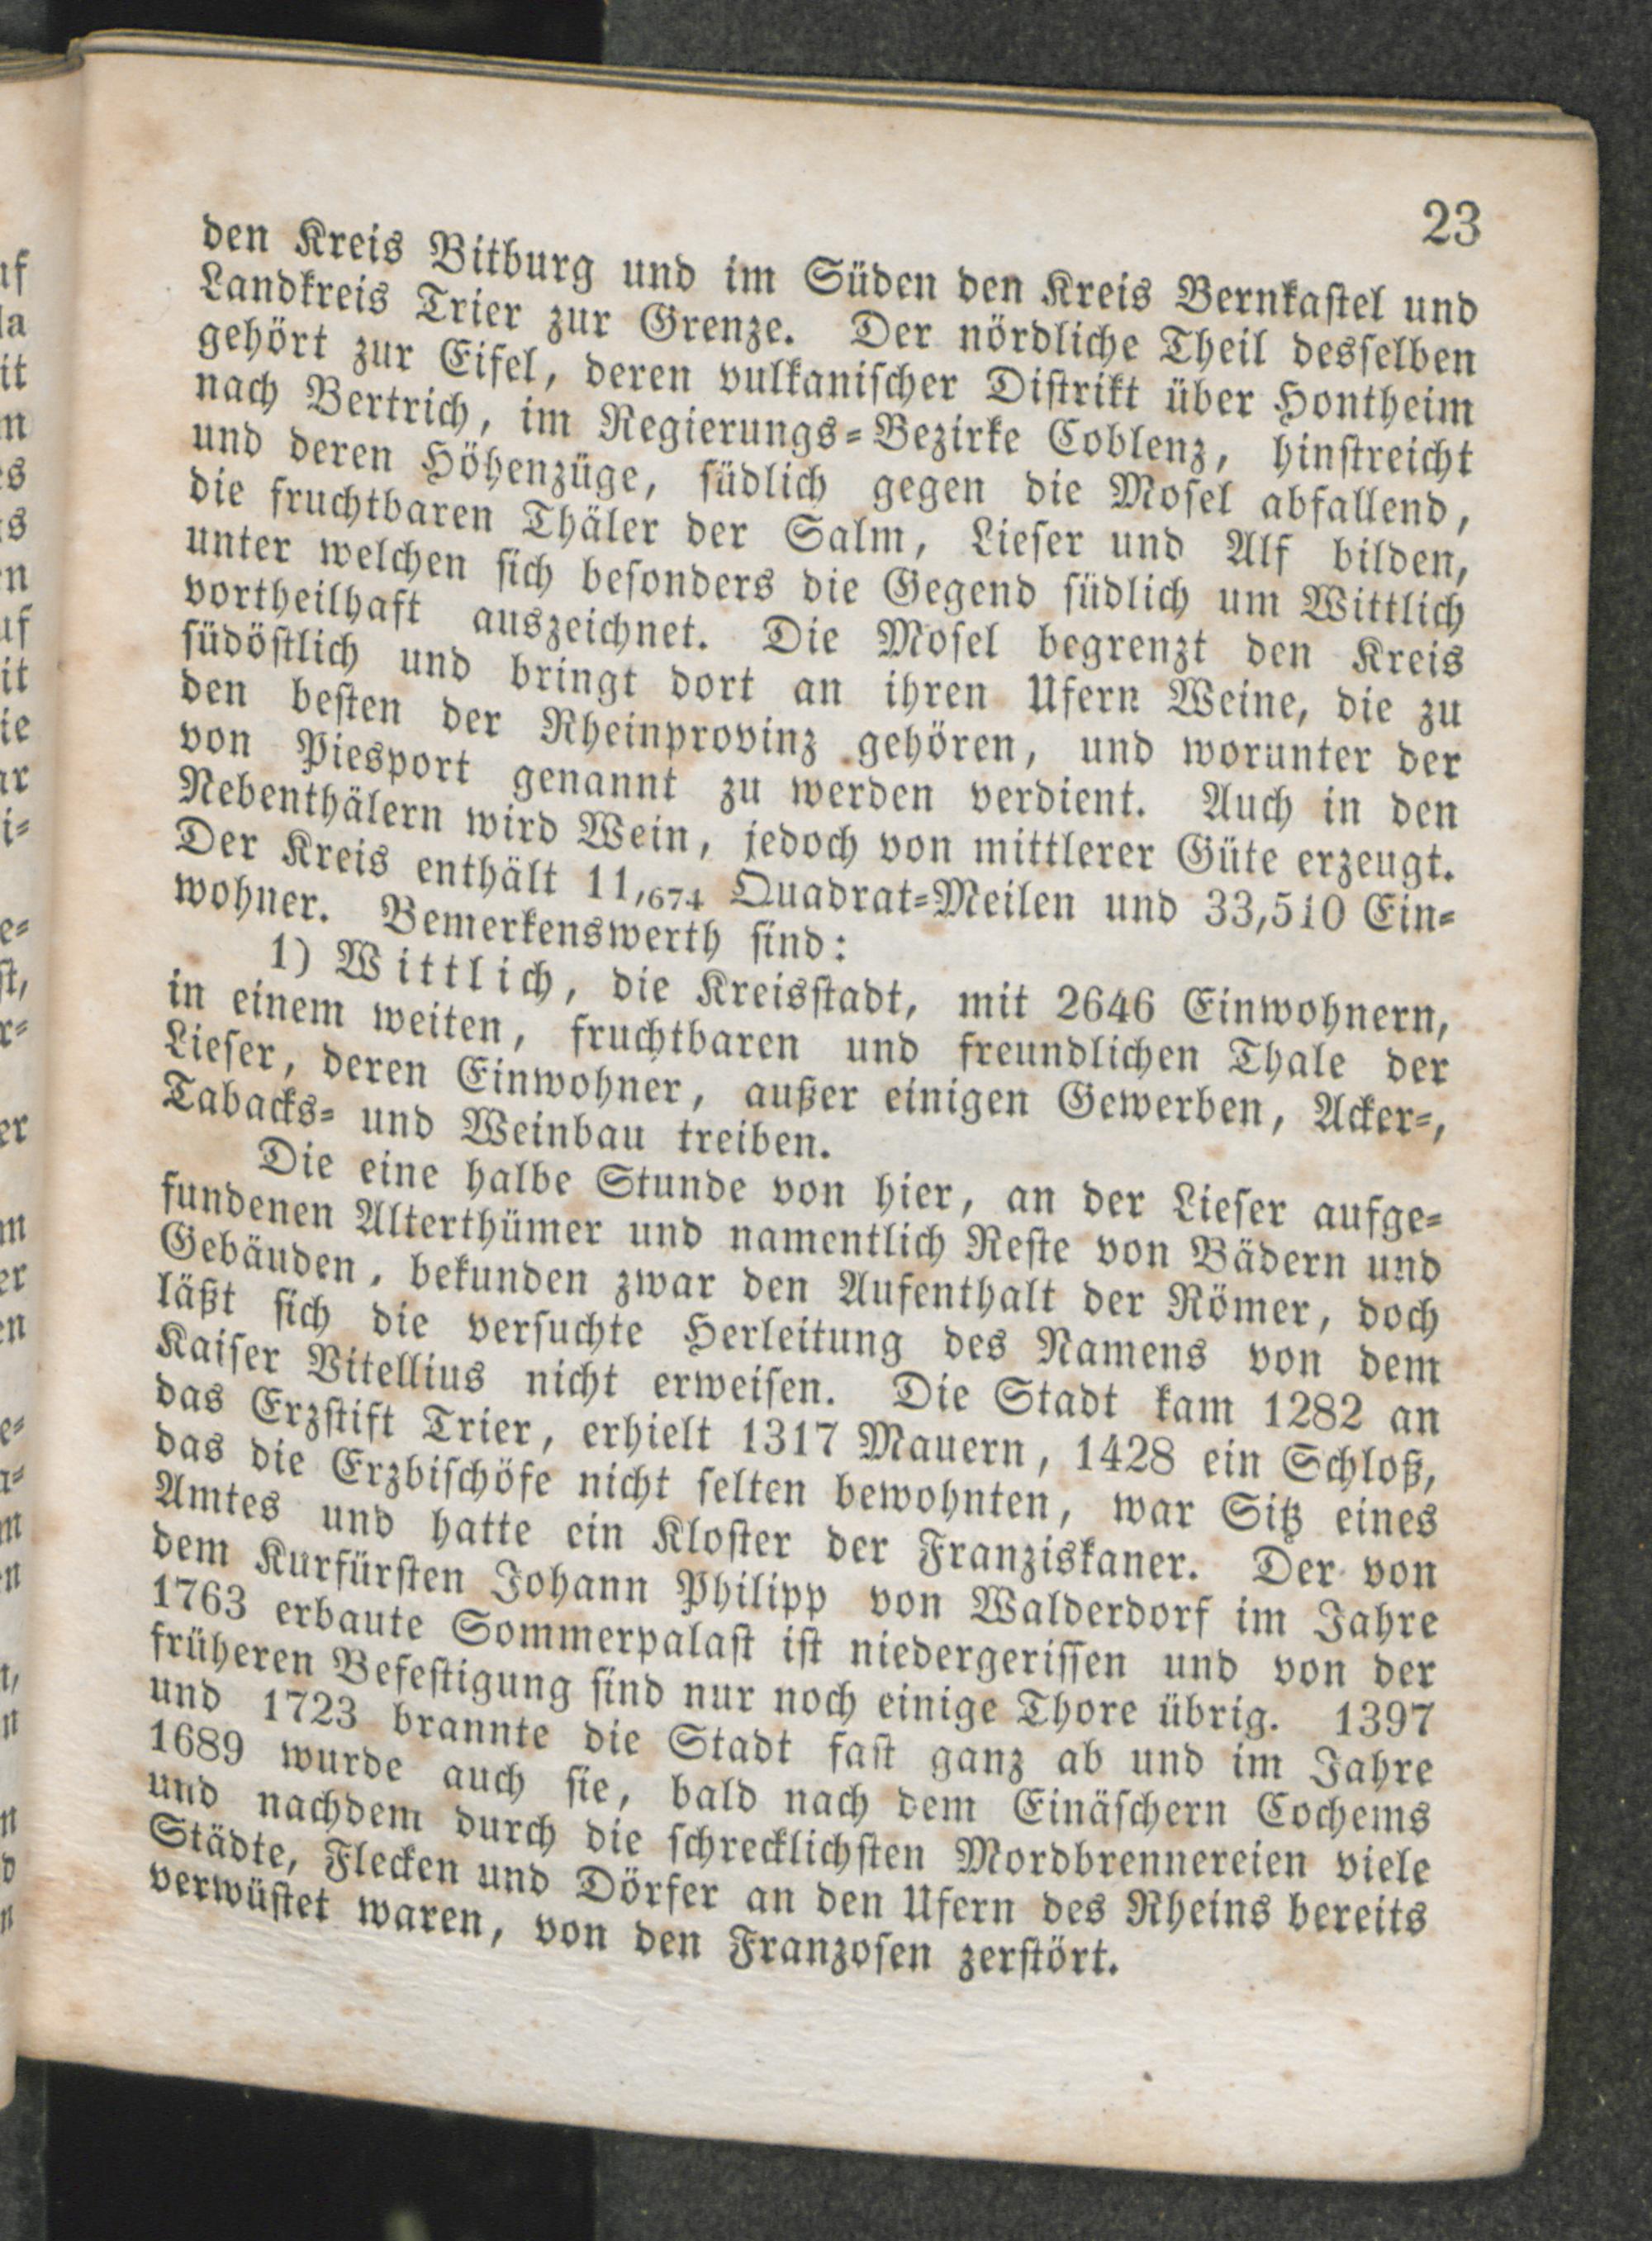 23
den Kreis Bitburg und im Süden den Kreis Bernkaſtel und
Landkreis Trier zur Grenze. Der nördliche Theil desſelben
gehört zur Eifel, deren vulkaniſcher Diſtrikt über Hontheim
nach Bertrich, im Regierungs-Bezirke Coblenz, hinſtreicht
und deren Höhenzüge, ſüdlich gegen die Moſel abfallend,
die fruchtbaren Thäler der Salm, Lieſer und Alf bilden,
unter welchen ſich beſonders die Gegend ſüdlich um Wittlich
vortheilhaft auszeichnet. Die Moſel begrenzt den Kreis
ſüdöſtlich und bringt dort an ihren Ufern Weine, die zu
den beſten der Rheinprovinz gehören, und worunter der
von Piesport genannt zu werden verdient. Auch in den
Nebenthälern wird Wein, jedoch von mittlerer Güte erzeugt.
Der Kreis enthält 11,674 Quadrat-Meilen und 33,510 Ein-
wohner. Bemerkenswerth ſind:
1) Wittlich, die Kreisſtadt, mit 2646 Einwohnern,
in einem weiten, fruchtbaren und freundlichen Thale der
Lieſer, deren Einwohner, außer einigen Gewerben, Acker-,
Tabacks- und Weinbau treiben.
Die eine halbe Stunde von hier, an der Lieſer aufge-
fundenen Alterthümer und namentlich Reſte von Bädern und
Gebäuden, bekunden zwar den Aufenthalt der Römer, doch
läßt ſich die verſuchte Herleitung des Namens von dem
Kaiſer Vitellius nicht erweiſen. Die Stadt kam 1282 an
das Erzſtift Trier, erhielt 1317 Mauern, 1428 ein Schloß,
das die Erzbiſchöfe nicht ſelten bewohnten, war Sitz eines
Amtes und hatte ein Kloſter der Franziskaner. Der von
dem Kurfürſten Johann Philipp von Walderdorf im Jahre
1763 erbaute Sommerpalaſt iſt niedergeriſſen und von der
früheren Befeſtigung ſind nur noch einige Thore übrig. 1397
und 1723 brannte die Stadt faſt ganz ab und im Jahre
1689 wurde auch ſie, bald nach dem Einäſchern Cochems
und nachdem durch die ſchrecklichſten Mordbrennereien viele
Städte, Flecken und Dörfer an den Ufern des Rheins bereits
verwüſtet waren, von den Franzoſen zerſtört.